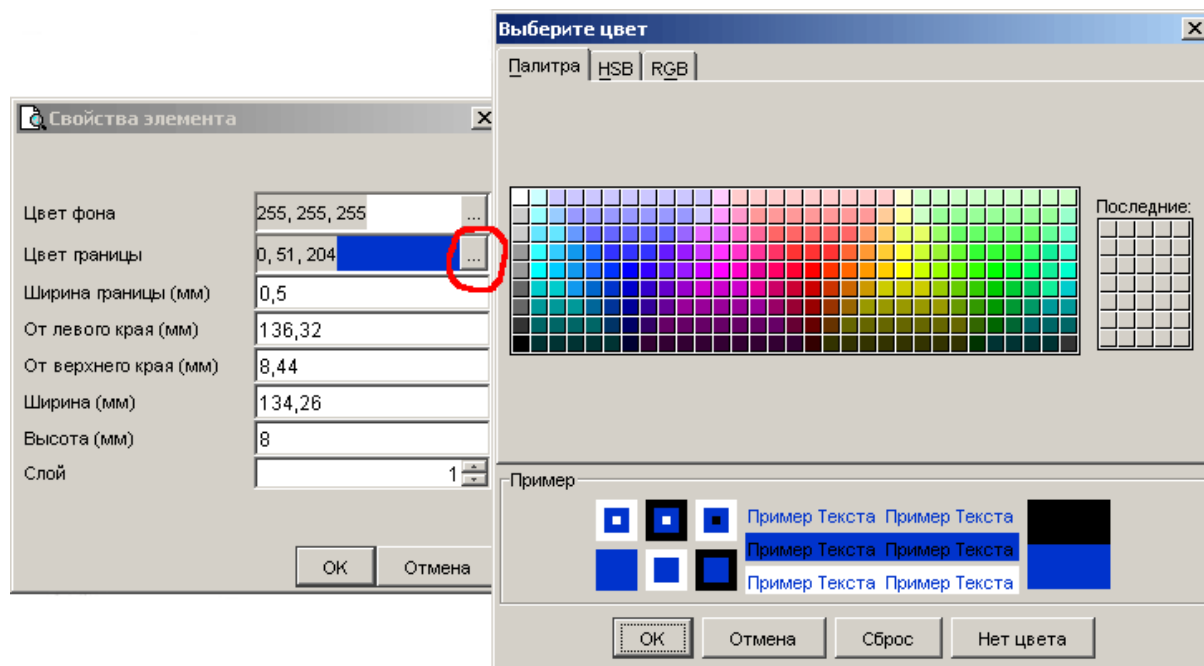 Выберите цвет
Палитра HSB RGB
Свойства элемента
Цвет фона 255, 255, 255 ...
Цвет границы 0, 51, 204 ...
Ширина границы (мм) 0,5
От левого края (мм) 136,32
От верхнего края (мм) 8,44
Ширина (мм) 134,26
Высота (мм) 8
Слой 1
OK Отмена
Последние:
Пример
Пример Текста Пример Текста
Пример Текста Пример Текста
Пример Текста Пример Текста
OK Отмена Сброс Нет цвета